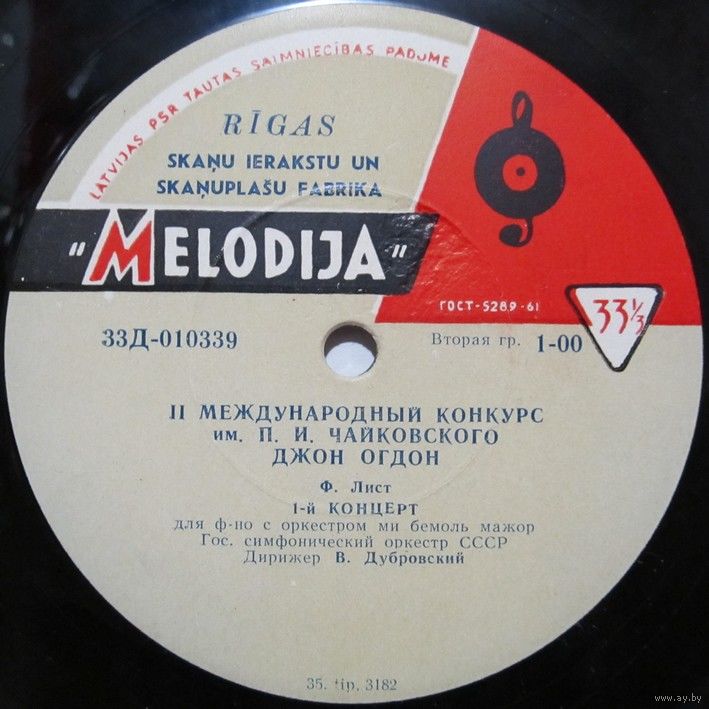 LATVIJAS PSR TAUTAS SAIMNIECĪBAS PADOME
RĪGAS
SKAŅU IERAKSTU UN
SKAŅUPLAŠU FABRIKA
"MELODIJA"
ГОСТ-5289-61
33⅓
33Д-010339
Вторая гр. 1-00
II МЕЖДУНАРОДНЫЙ КОНКУРС
им. П. И. ЧАЙКОВСКОГО
ДЖОН ОГДОН
Ф. Лист
1-й КОНЦЕРТ
для ф-по с оркестром ми бемоль мажор
Гос. симфонический оркестр СССР
Дирижер В. Дубровский
35. tip. 3182
www.ay.by